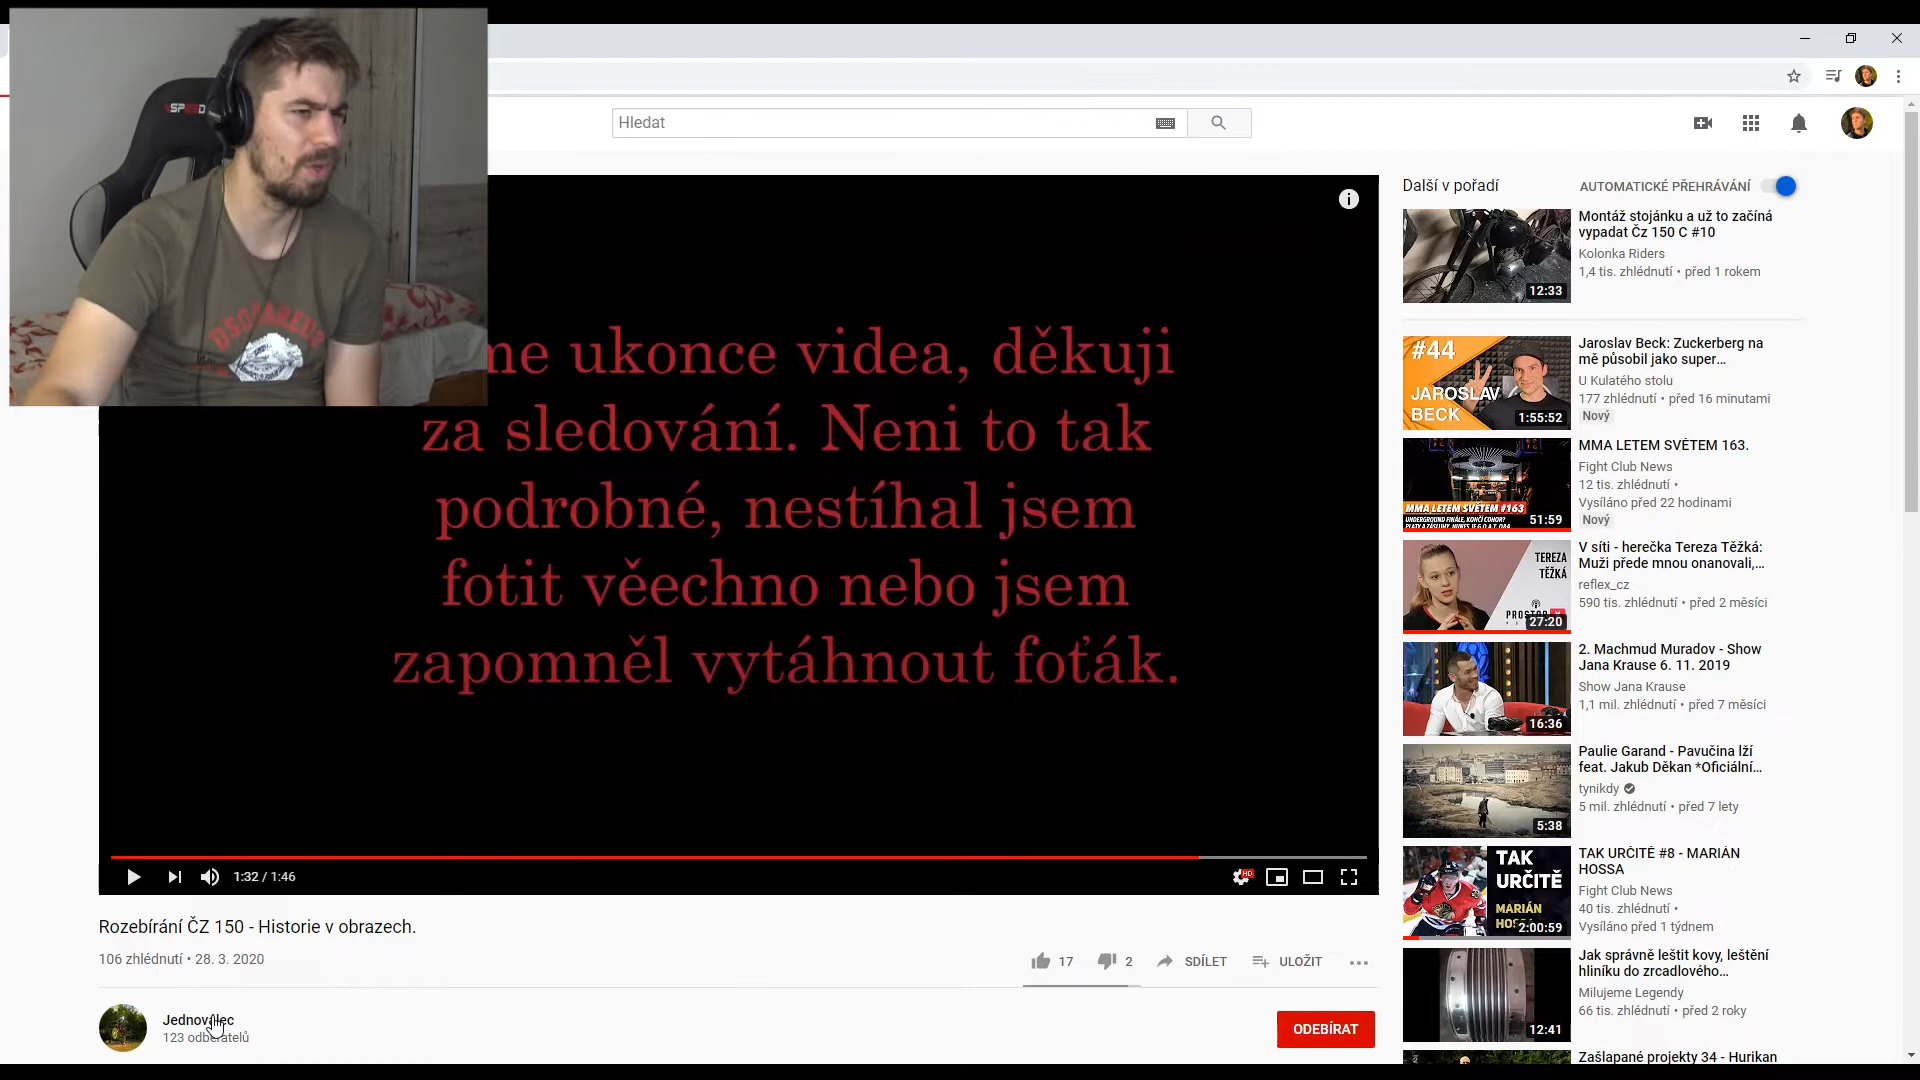 SPEED
DSQUARED2
Hledat
me ukonce videa, děkuji
za sledování. Neni to tak
podrobné, nestíhal jsem
fotit věechno nebo jsem
zapomněl vytáhnout foťák.
1:32 / 1:46
HD
Rozebírání ČZ 150 - Historie v obrazech.
106 zhlédnutí • 28. 3. 2020
17
2
SDÍLET
ULOŽIT
Jednoválec
123 odběratelů
ODEBÍRAT
Další v pořadí
AUTOMATICKÉ PŘEHRÁVÁNÍ
12:33
Montáž stojánku a už to začíná
vypadat Čz 150 C #10
Kolonka Riders
1,4 tis. zhlédnutí • před 1 rokem
#44
JAROSLAV
BECK
1:55:52
Jaroslav Beck: Zuckerberg na
mě působil jako super...
U Kulatého stolu
177 zhlédnutí • před 16 minutami
Nový
MMA LETEM SVĚTEM #163
51:59
MMA LETEM SVĚTEM 163.
Fight Club News
12 tis. zhlédnutí •
Vysíláno před 22 hodinami
Nový
TEREZA
TĚŽKÁ
27:20
V síti - herečka Tereza Těžká:
Muži přede mnou onanovali,...
reflex_cz
590 tis. zhlédnutí • před 2 měsíci
16:36
2. Machmud Muradov - Show
Jana Krause 6. 11. 2019
Show Jana Krause
1,1 mil. zhlédnutí • před 7 měsíci
5:38
Paulie Garand - Pavučina lží
feat. Jakub Děkan *Oficiální...
tynikdy
5 mil. zhlédnutí • před 7 lety
TAK
URČITĚ
MARIÁN
2:00:59
TAK URČITĚ #8 - MARIÁN
HOSSA
Fight Club News
40 tis. zhlédnutí •
Vysíláno před 1 týdnem
12:41
Jak správně leštit kovy, leštění
hliníku do zrcadlového...
Milujeme Legendy
66 tis. zhlédnutí • před 2 roky
Zašlapané projekty 34 - Hurikan